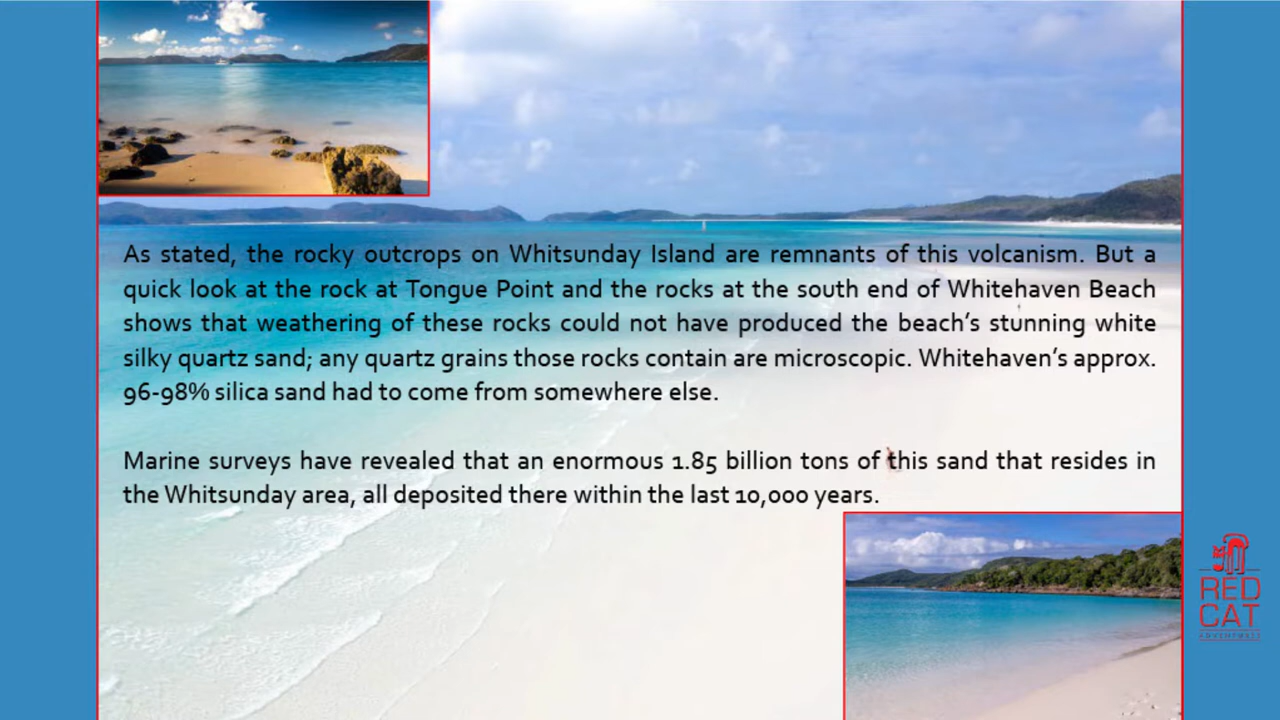 As stated, the rocky outcrops on Whitsunday Island are remnants of this volcanism. But a
quick look at the rock at Tongue Point and the rocks at the south end of Whitehaven Beach
shows that weathering of these rocks could not have produced the beach's stunning white
silky quartz sand; any quartz grains those rocks contain are microscopic. Whitehaven's approx.
96-98% silica sand had to come from somewhere else.
Marine surveys have revealed that an enormous 1.85 billion tons of this sand that resides in
the Whitsunday area, all deposited there within the last 10,000 years.
RED
CAT
ADVENTURES